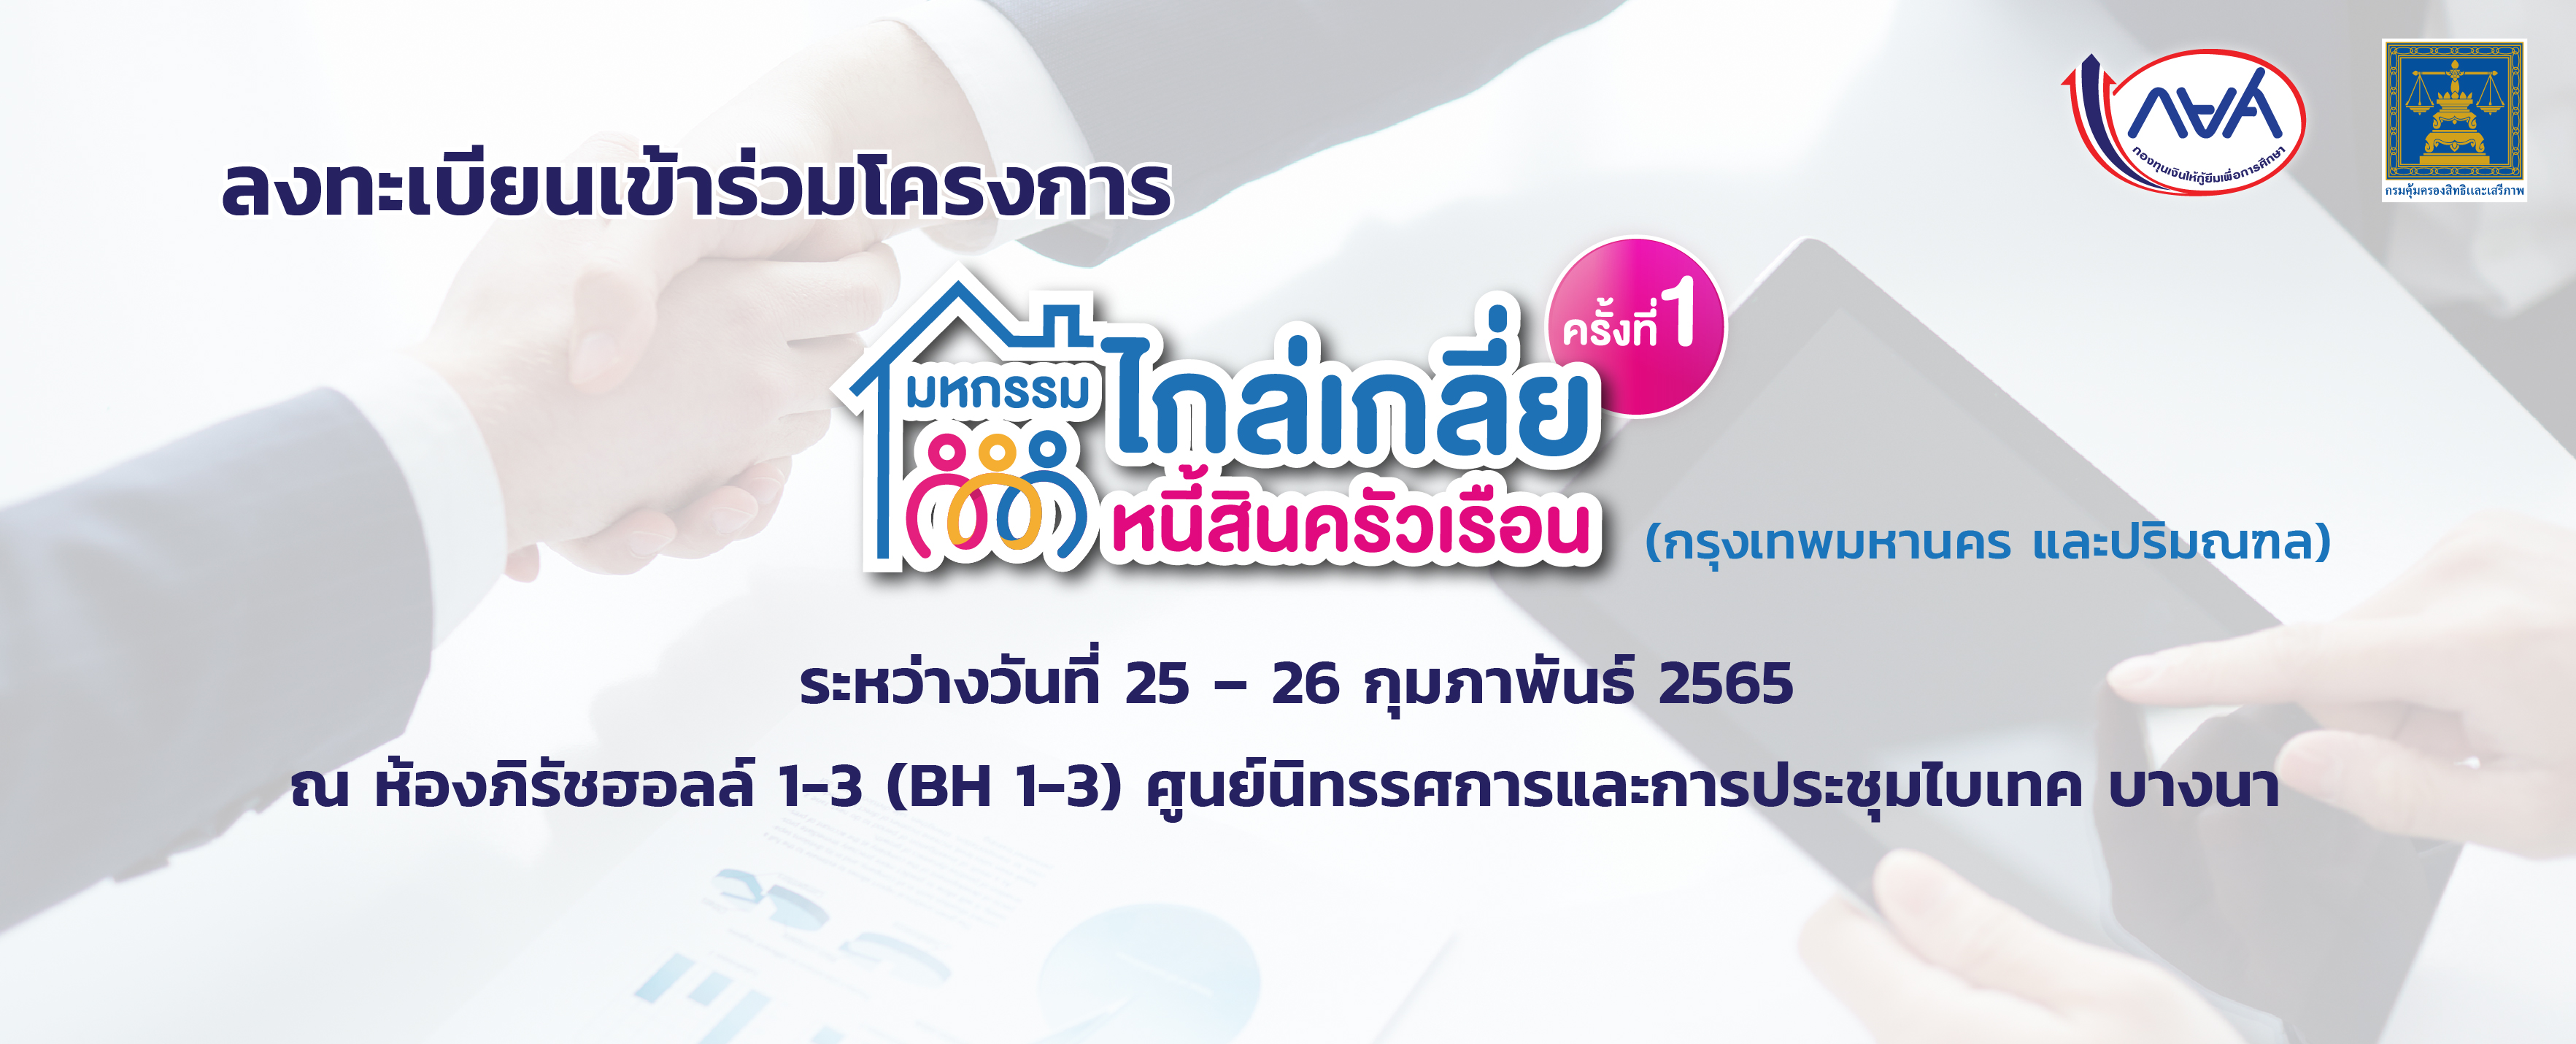 กยศ
กองทุนเงินให้กู้ยืมเพื่อการศึกษา
กรมคุ้มครองสิทธิและเสรีภาพ
ลงทะเบียนเข้าร่วมโครงการ
ครั้งที่ 1
มหกรรม
ไกล่เกลี่ย
หนี้สินครัวเรือน
(กรุงเทพมหานคร และปริมณฑล)
ระหว่างวันที่ 25 – 26 กุมภาพันธ์ 2565
ณ ห้องภิรัชฮอลล์ 1-3 (BH 1-3) ศูนย์นิทรรศการและการประชุมไบเทค บางนา